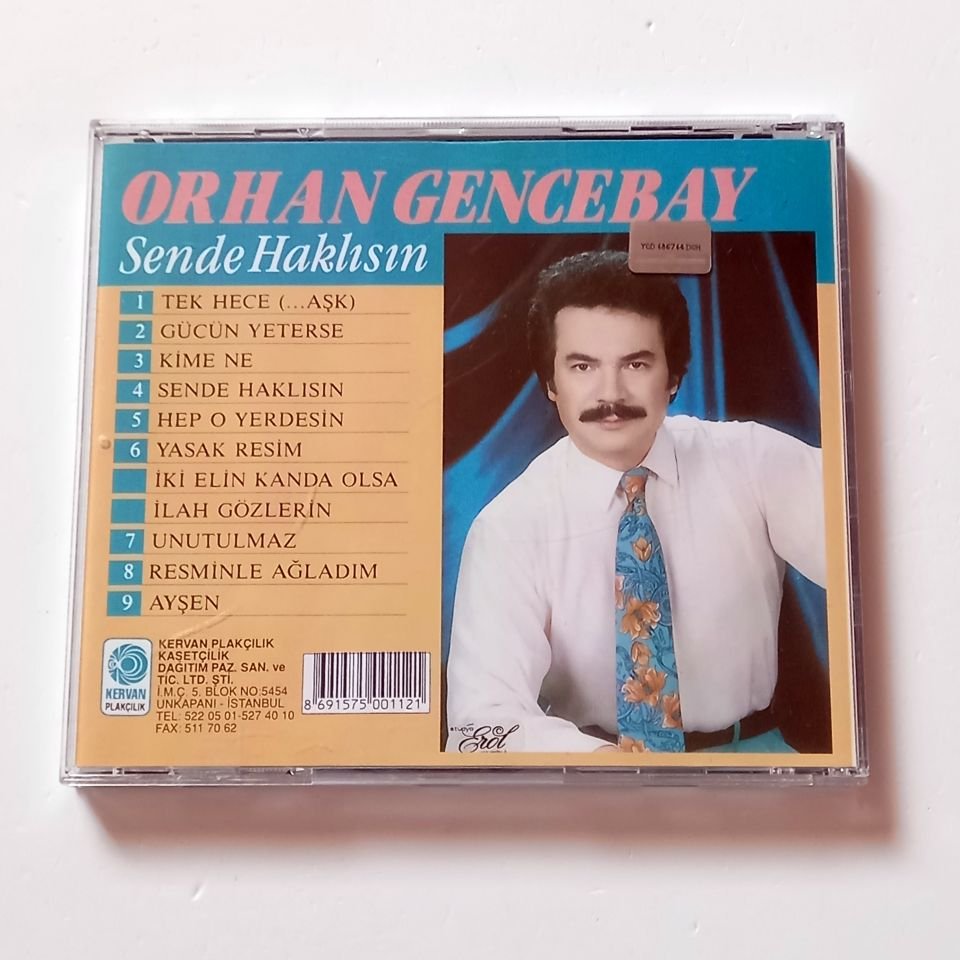 ORHAN GENCEBAY
Sende Haklısın
1 TEK HECE (...AŞK)
2 GÜCÜN YETERSE
3 KİME NE
4 SENDE HAKLISIN
5 HEP O YERDESİN
6 YASAK RESİM
İKİ ELİN KANDA OLSA
İLAH GÖZLERİN
7 UNUTULMAZ
8 RESMİNLE AĞLADIM
9 AYŞEN
KERVAN PLAKÇILIK
KERVAN PLAKÇILIK
KASETÇİLİK
DAGITIM PAZ. SAN. ve
TİC. LTD. ŞTİ.
İ.M.Ç. 5. BLOK NO:5454
UNKAPANI - İSTANBUL
TEL: 522 05 01-527 40 10
FAX: 511 70 62
8 691575 001121
Erol